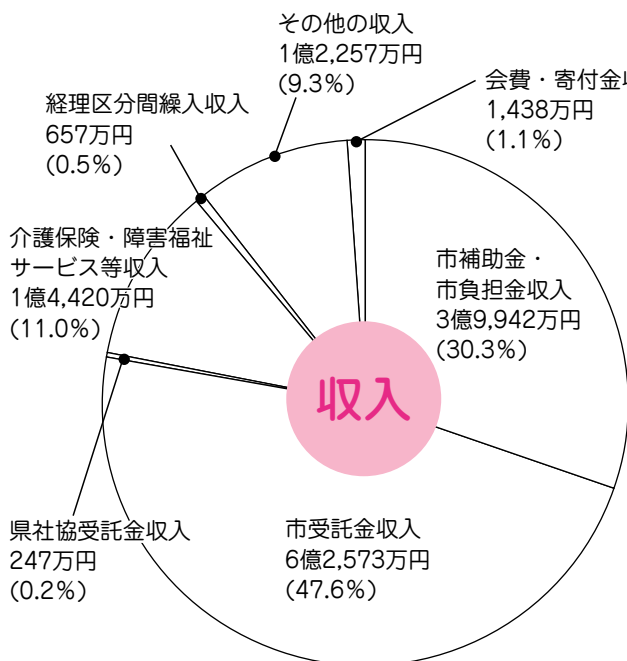 その他の収入
1億2,257万円
(9.3%)
会費・寄付金収
1,438万円
(1.1%)
経理区分間繰入収入
657万円
(0.5%)
介護保険・障害福祉
サービス等収入
1億4,420万円
(11.0%)
市補助金・
市負担金収入
3億9,942万円
(30.3%)
収入
県社協受託金収入
247万円
(0.2%)
市受託金収入
6億2,573万円
(47.6%)